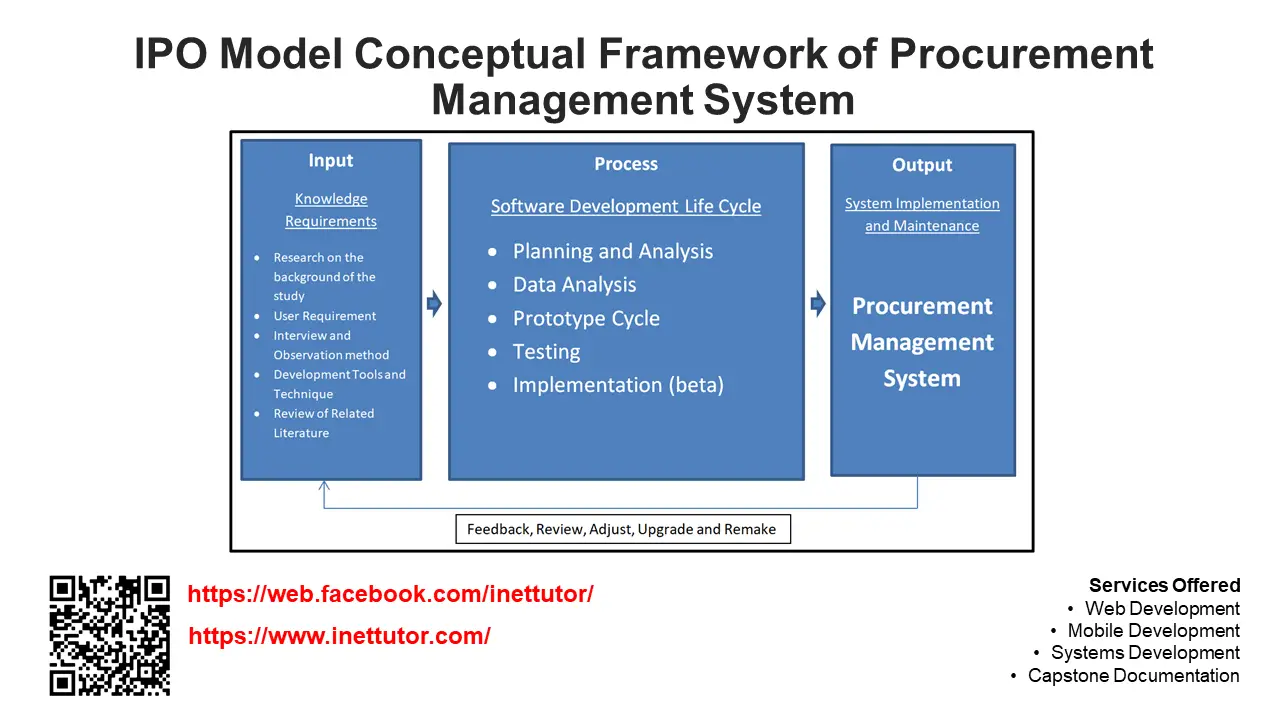 IPO Model Conceptual Framework of Procurement
Management System
Input
Knowledge
Requirements
• Research on the
background of the
study
• User Requirement
• Interview and
Observation method
• Development Tools and
Technique
• Review of Related
Literature
Process
Software Development Life Cycle
• Planning and Analysis
• Data Analysis
• Prototype Cycle
• Testing
• Implementation (beta)
Output
System Implementation
and Maintenance
Procurement
Management
System
Feedback, Review, Adjust, Upgrade and Remake
https://web.facebook.com/inettutor/
https://www.inettutor.com/
Services Offered
• Web Development
• Mobile Development
• Systems Development
• Capstone Documentation